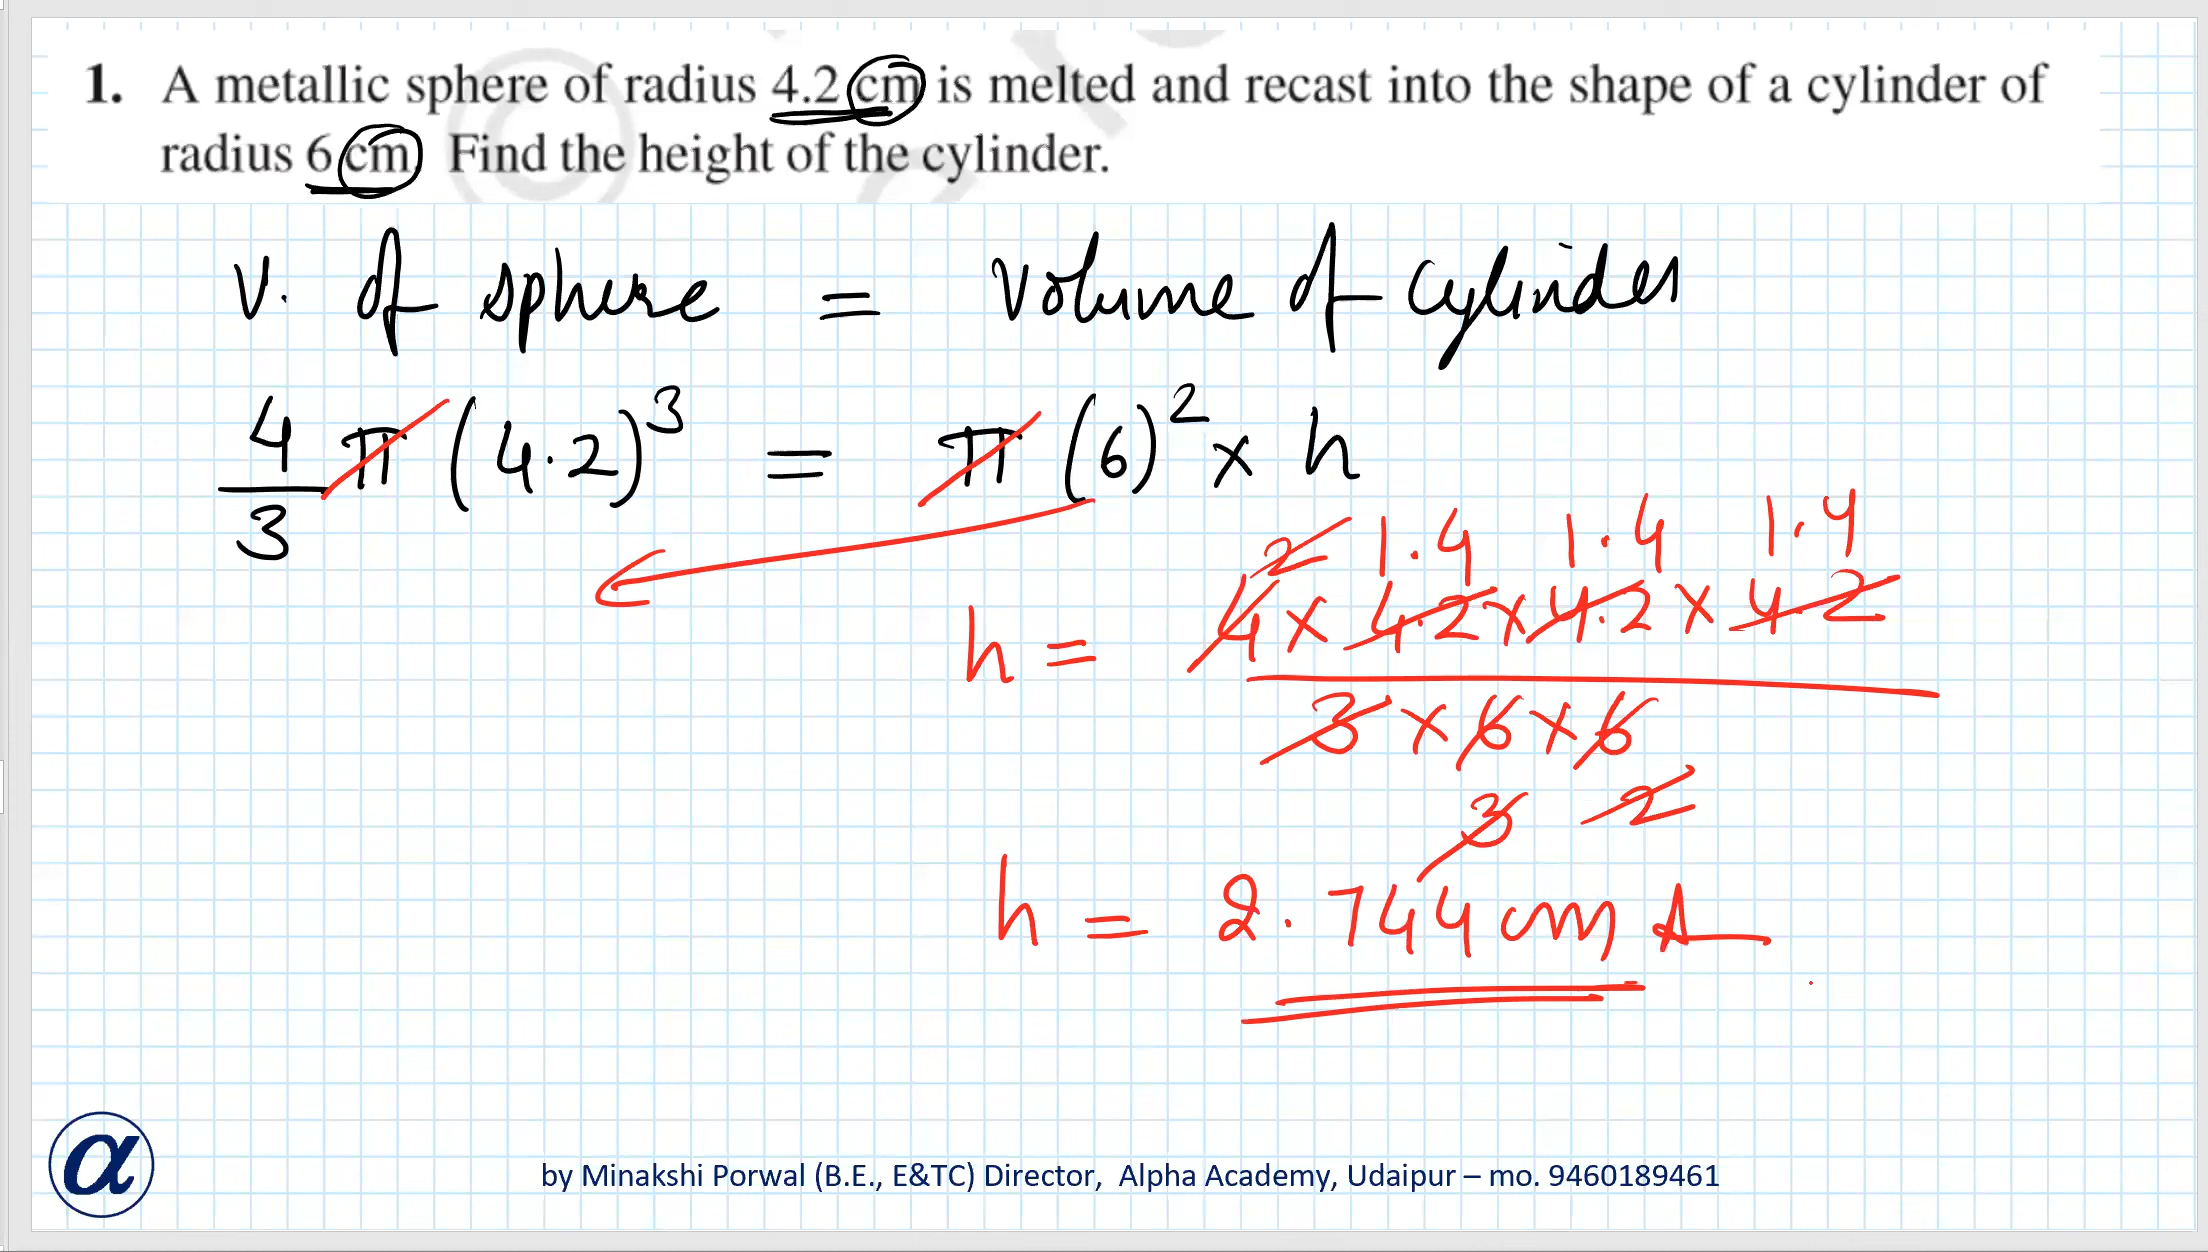 1. A metallic sphere of radius 4.2 cm is melted and recast into the shape of a cylinder of
radius 6 cm Find the height of the cylinder.
V. of sphere = Volume of cylinder
4/3 π (4.2)³ = π (6)² × h
2 1.4 1.4 1.4
h = 4 × 4.2 × 4.2 × 4.2
3 × 6 × 6
3 2
h = 2.744 cm A
α
by Minakshi Porwal (B.E., E&TC) Director, Alpha Academy, Udaipur – mo. 9460189461